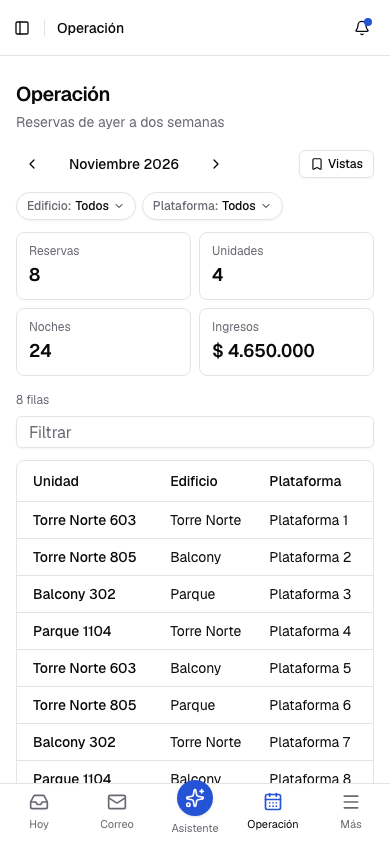 Operación
Operación
Reservas de ayer a dos semanas
Noviembre 2026
Vistas
Edificio: Todos
Plataforma: Todos
Reservas
8
Unidades
4
Noches
24
Ingresos
$ 4.650.000
8 filas
Filtrar
Unidad Edificio Plataforma
Torre Norte 603 Torre Norte Plataforma 1
Torre Norte 805 Balcony Plataforma 2
Balcony 302 Parque Plataforma 3
Parque 1104 Torre Norte Plataforma 4
Torre Norte 603 Balcony Plataforma 5
Torre Norte 805 Parque Plataforma 6
Balcony 302 Torre Norte Plataforma 7
Parque 1104 Balcony Plataforma 8
Hoy
Correo
Asistente
Operación
Más